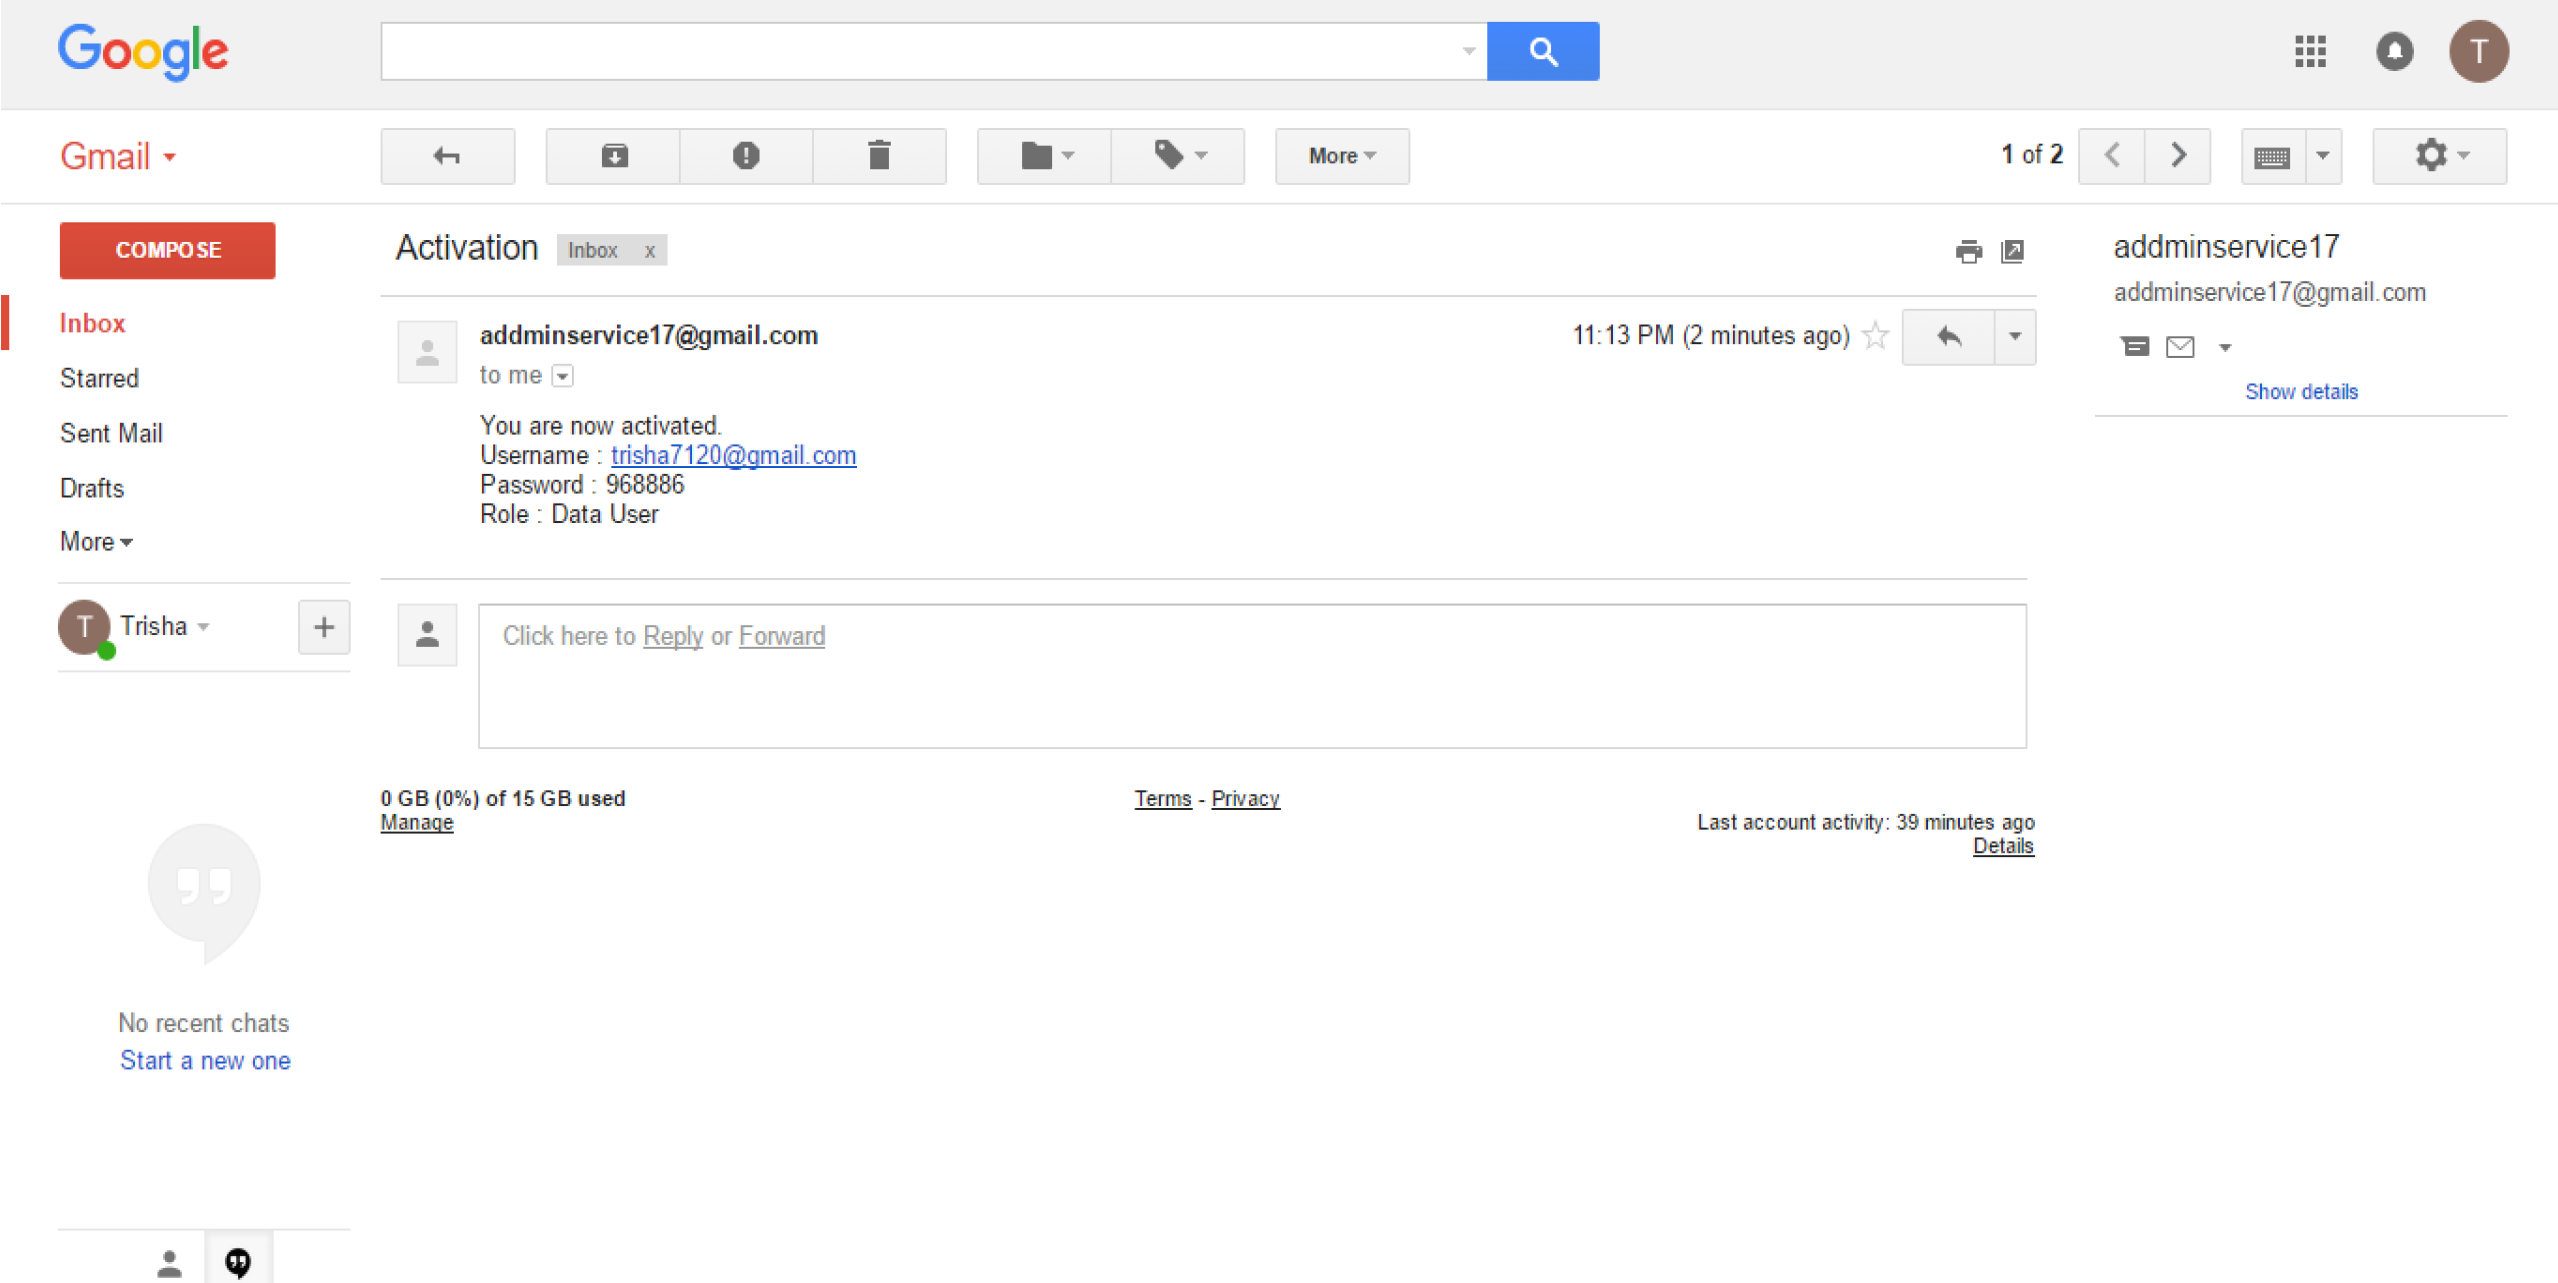 Google
T
Gmail
More
1 of 2
COMPOSE
Activation
Inbox x
addminservice17
addminservice17@gmail.com
Inbox
addminservice17@gmail.com
11:13 PM (2 minutes ago)
to me
Starred
Show details
You are now activated.
Sent Mail
Username : trisha7120@gmail.com
Password : 968886
Drafts
Role : Data User
More
T Trisha
Click here to Reply or Forward
0 GB (0%) of 15 GB used
Manage
Terms - Privacy
Last account activity: 39 minutes ago
Details
No recent chats
Start a new one